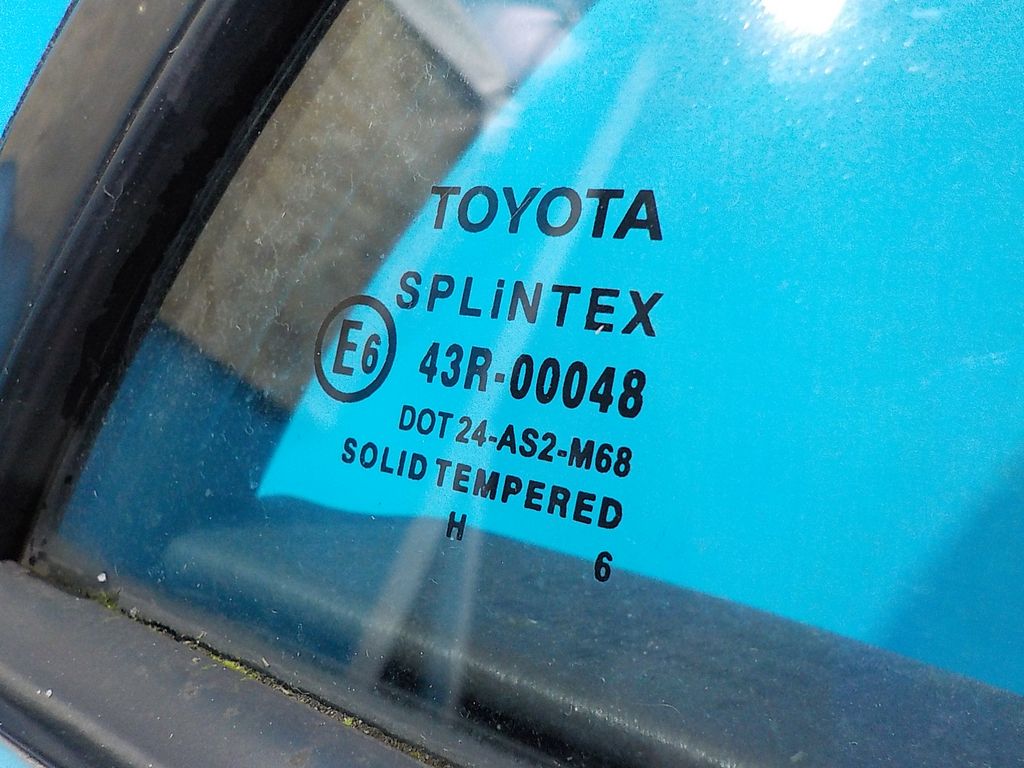 TOYOTA
SPLiNTEX
E6 43R-00048
DOT 24-AS2-M68
SOLID TEMPERED
H 6